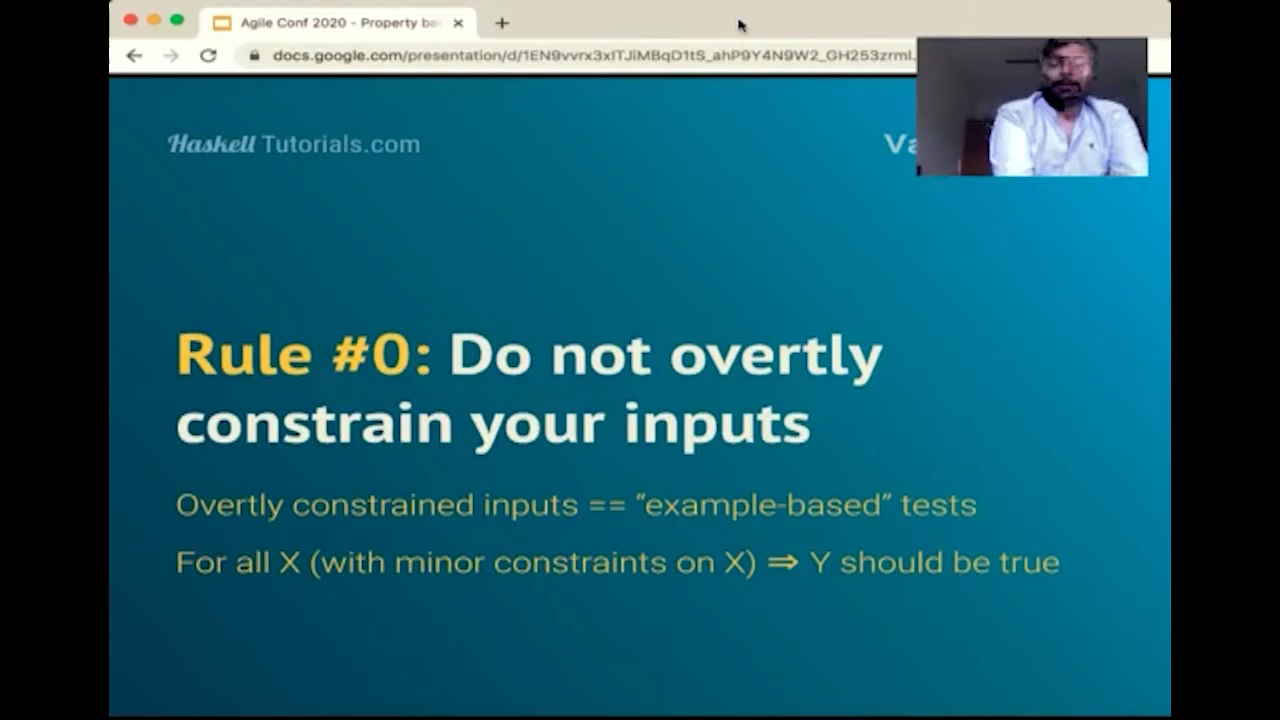 Agile Conf 2020 - Property
docs.google.com/presentation/d/1EN9vvrx3xITJiMBqD1tS_ahP9Y4N9W2_GH253zrml.
Haskell Tutorials.com
Rule #0: Do not overtly
constrain your inputs
Overtly constrained inputs == “example-based” tests
For all X (with minor constraints on X) ⇒ Y should be true